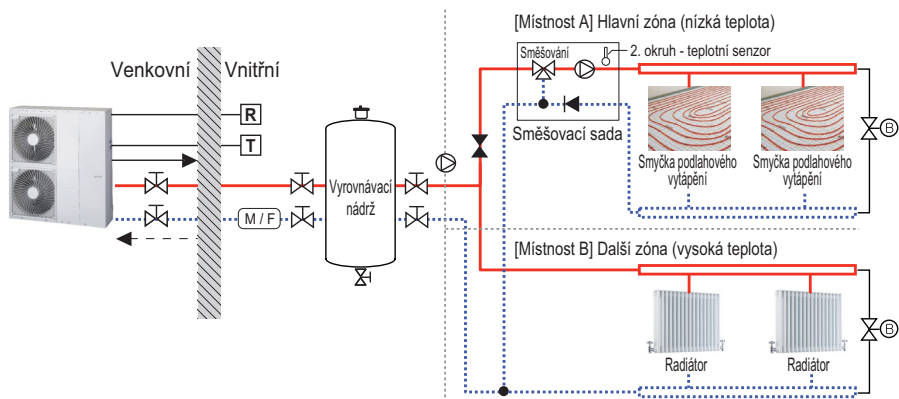 [Místnost A] Hlavní zóna (nízká teplota)
Směšování
2. okruh - teplotní senzor
Venkovní
Vnitřní
R
T
Směšovací sada
B
Smyčka podlahového
vytápění
Smyčka podlahového
vytápění
Vyrovnávací
nádrž
M / F
[Místnost B] Další zóna (vysoká teplota)
B
Radiátor
Radiátor